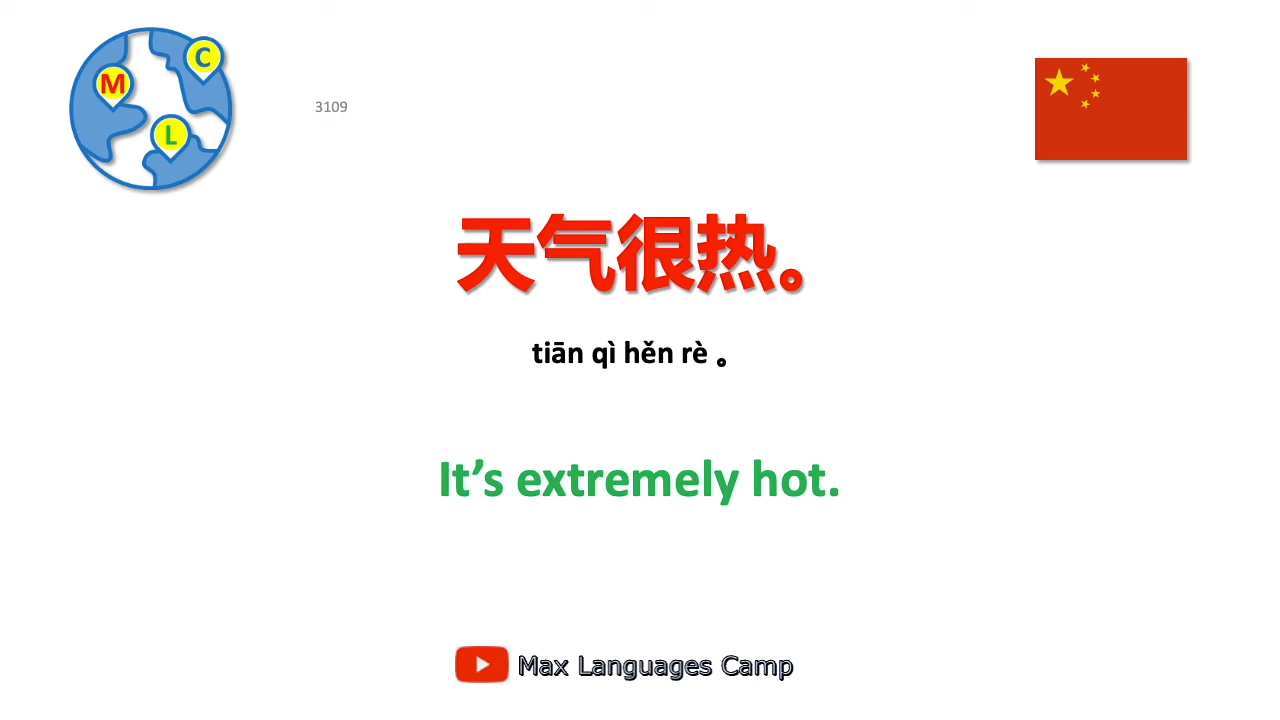 M
C
L
3109
天气很热。
tiān qì hěn rè 。
It’s extremely hot.
Max Languages Camp